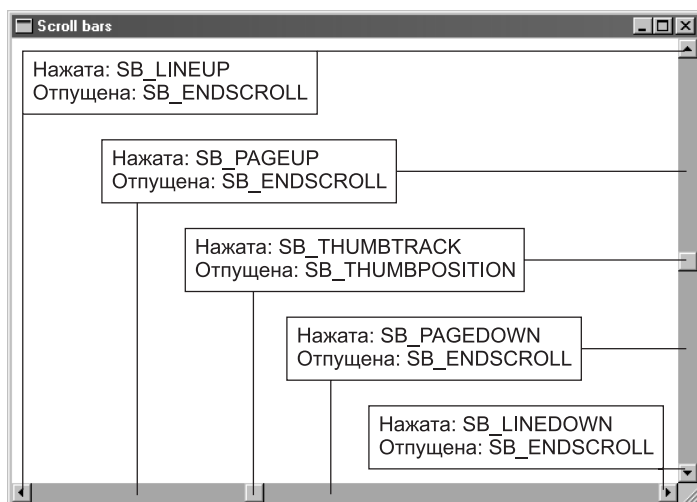 Scroll bars
Нажата: SB_LINEUP
Отпущена: SB_ENDSCROLL
Нажата: SB_PAGEUP
Отпущена: SB_ENDSCROLL
Нажата: SB_THUMBTRACK
Отпущена: SB_THUMBPOSITION
Нажата: SB_PAGEDOWN
Отпущена: SB_ENDSCROLL
Нажата: SB_LINEDOWN
Отпущена: SB_ENDSCROLL